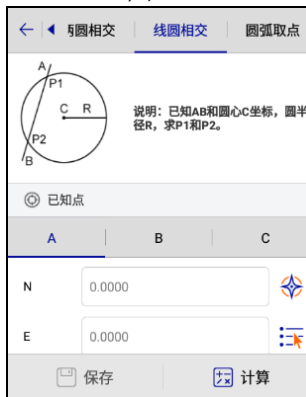 圆相交 线圆相交 圆弧取点
A
P1
C R
P2
B
说明：已知AB和圆心C坐标，圆半
径R，求P1和P2。
已知点
A B C
N 0.0000
E 0.0000
保存 计算